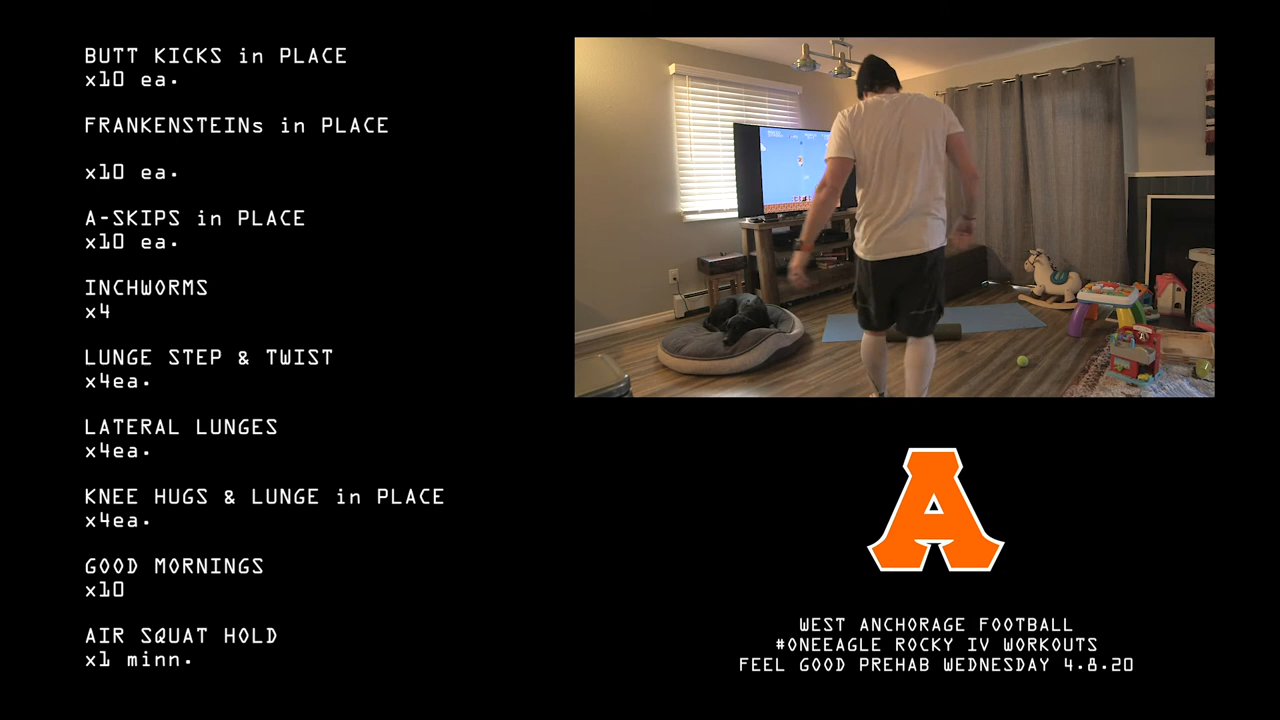 BUTT KICKS in PLACE
x10 ea.
FRANKENSTEINs in PLACE
x10 ea.
A-SKIPS in PLACE
x10 ea.
INCHWORMS
x4
LUNGE STEP & TWIST
x4ea.
LATERAL LUNGES
x4ea.
KNEE HUGS & LUNGE in PLACE
x4ea.
GOOD MORNINGS
x10
AIR SQUAT HOLD
x1 minn.
A
WEST ANCHORAGE FOOTBALL
#ONEEAGLE ROCKY IV WORKOUTS
FEEL GOOD PREHAB WEDNESDAY 4.8.20